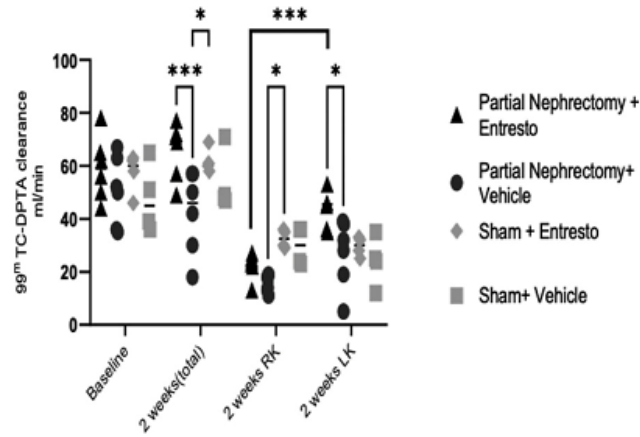 *
***
***
*
*
100
80
60
40
20
0
99ᵐ TC-DPTA clearance
ml/min
Baseline
2 weeks(total)
2 weeks RK
2 weeks LK
Partial Nephrectomy +
Entresto
Partial Nephrectomy+
Vehicle
Sham + Entresto
Sham+ Vehicle